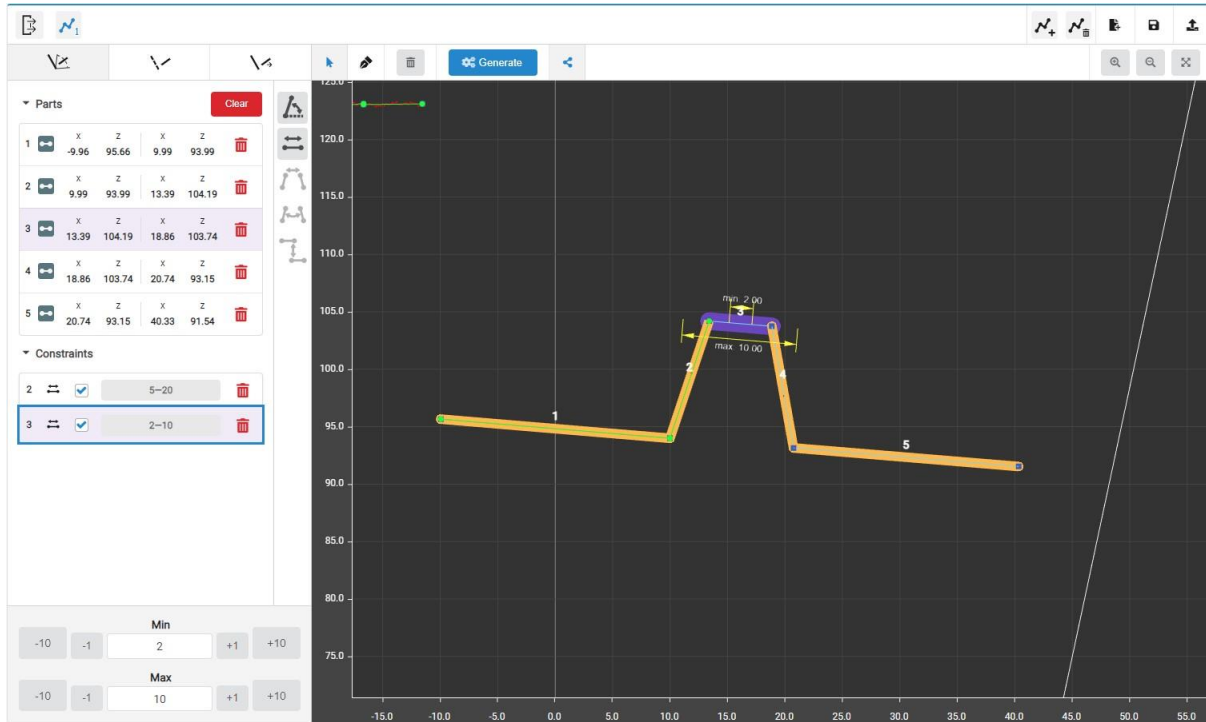 1
Generate
Parts
Clear
X Z X Z
1 -9.96 95.66 9.99 93.99
X Z X Z
2 9.99 93.99 13.39 104.19
X Z X Z
3 13.39 104.19 18.86 103.74
X Z X Z
4 18.86 103.74 20.74 93.15
X Z X Z
5 20.74 93.15 40.33 91.54
Constraints
2 5–20
3 2–10
Min
-10 -1 2 +1 +10
Max
-10 -1 10 +1 +10
125.0
120.0
115.0
110.0
105.0
100.0
95.0
90.0
85.0
80.0
75.0
min 2.00
3
max 10.00
2
4
1
5
-15.0 -10.0 -5.0 0.0 5.0 10.0 15.0 20.0 25.0 30.0 35.0 40.0 45.0 50.0 55.0